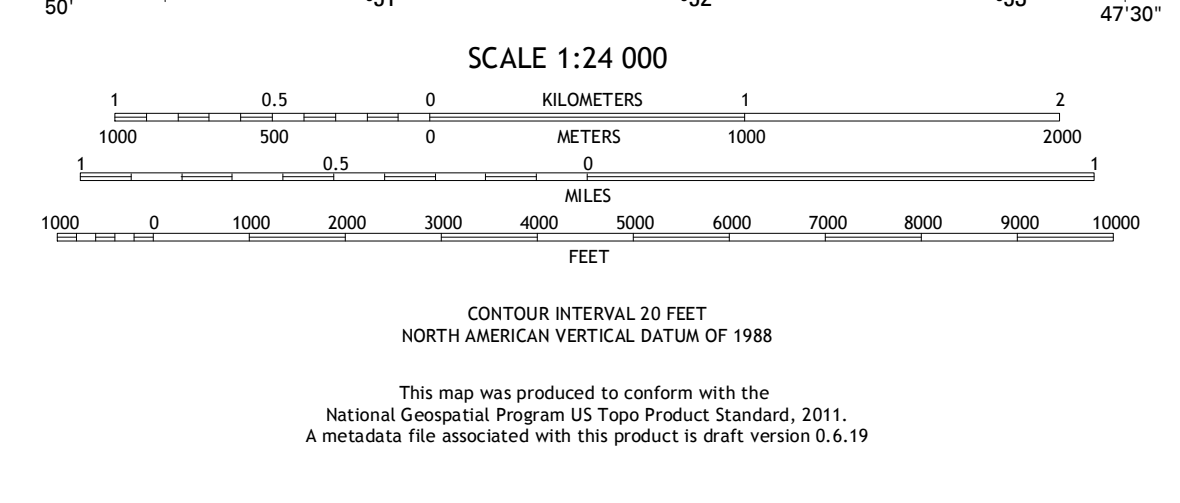 50'
47'30"
SCALE 1:24 000
1 0.5 0 KILOMETERS 1 2
1000 500 0 METERS 1000 2000
1 0.5 0 1
MILES
1000 0 1000 2000 3000 4000 5000 6000 7000 8000 9000 10000
FEET
CONTOUR INTERVAL 20 FEET
NORTH AMERICAN VERTICAL DATUM OF 1988
This map was produced to conform with the
National Geospatial Program US Topo Product Standard, 2011.
A metadata file associated with this product is draft version 0.6.19